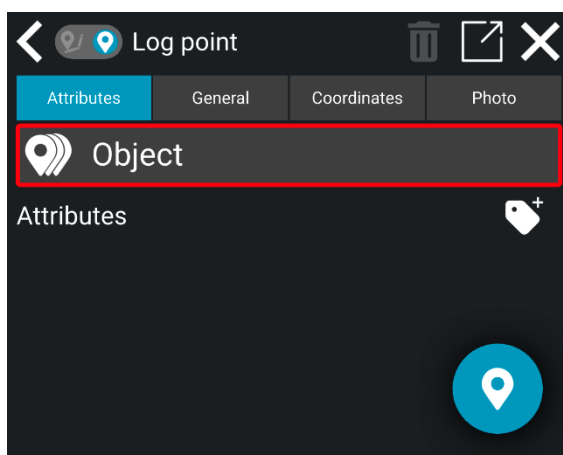 Log point
Attributes General Coordinates Photo
Object
Attributes